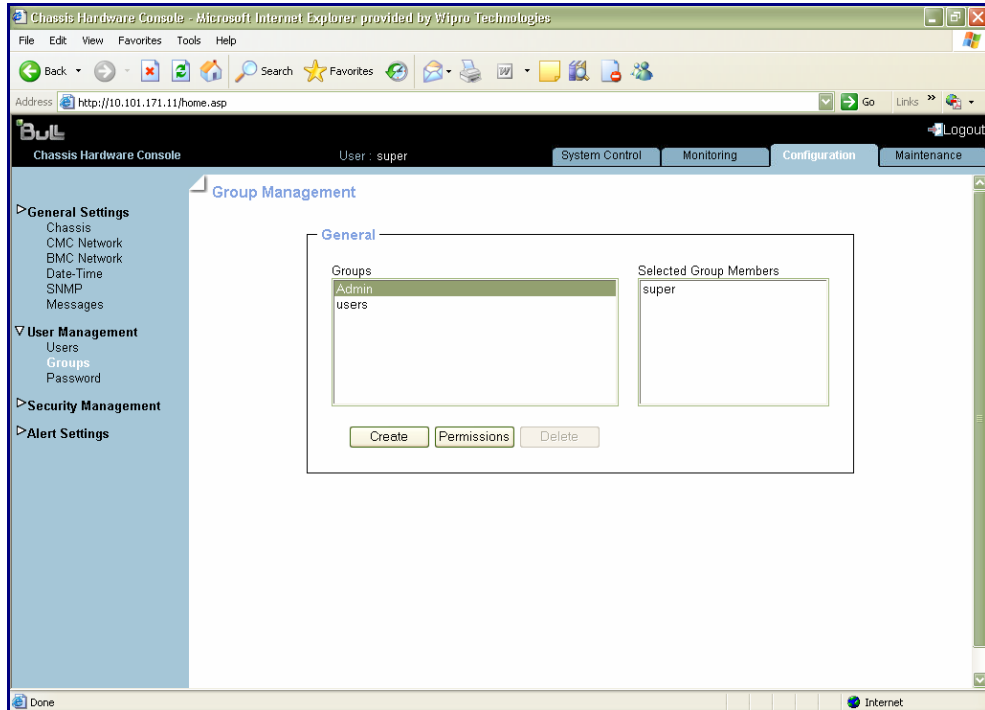 Chassis Hardware Console - Microsoft Internet Explorer provided by Wipro Technologies
File Edit View Favorites Tools Help
Back Search Favorites
Address http://10.101.171.11/home.asp Go Links »
Bull Logout
Chassis Hardware Console User : super System Control Monitoring Configuration Maintenance
Group Management
General Settings
Chassis
CMC Network
BMC Network
Date-Time
SNMP
Messages
User Management
Users
Groups
Password
Security Management
Alert Settings
General
Groups Selected Group Members
Admin super
users
Create Permissions Delete
Done Internet